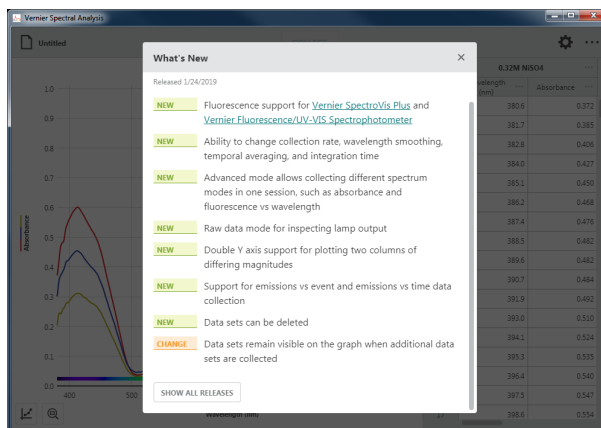 Vernier Spectral Analysis
Untitled
What's New
Released 1/24/2019
NEW Fluorescence support for Vernier SpectroVis Plus and
Vernier Fluorescence/UV-VIS Spectrophotometer
NEW Ability to change collection rate, wavelength smoothing,
temporal averaging, and integration time
NEW Advanced mode allows collecting different spectrum
modes in one session, such as absorbance and
fluorescence vs wavelength
NEW Raw data mode for inspecting lamp output
NEW Double Y axis support for plotting two columns of
differing magnitudes
NEW Support for emissions vs event and emissions vs time data
collection
NEW Data sets can be deleted
CHANGE Data sets remain visible on the graph when additional data
sets are collected
SHOW ALL RELEASES
Absorbance
1.0
0.9
0.8
0.7
0.6
0.5
0.4
0.3
0.2
0.1
0.0
400 500
Wavelength (nm)
0.32M NiSO4
velength Absorbance
(nm)
380.6 0.372
381.7 0.385
382.8 0.406
384.0 0.427
385.1 0.450
386.2 0.468
387.4 0.476
388.5 0.482
389.6 0.482
390.7 0.484
391.9 0.492
393.0 0.510
394.1 0.524
395.3 0.535
396.4 0.540
397.5 0.547
17 398.6 0.554